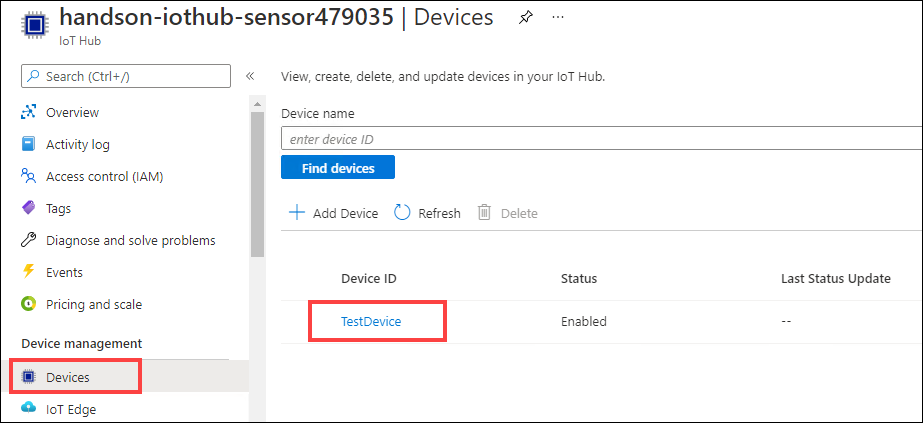 handson-iothub-sensor479035 | Devices ...
IoT Hub
Search (Ctrl+/)
«
Overview
Activity log
Access control (IAM)
Tags
Diagnose and solve problems
Events
Pricing and scale
Device management
Devices
IoT Edge
View, create, delete, and update devices in your IoT Hub.
Device name
enter device ID
Find devices
Add Device Refresh Delete
Device ID Status Last Status Update
TestDevice Enabled --